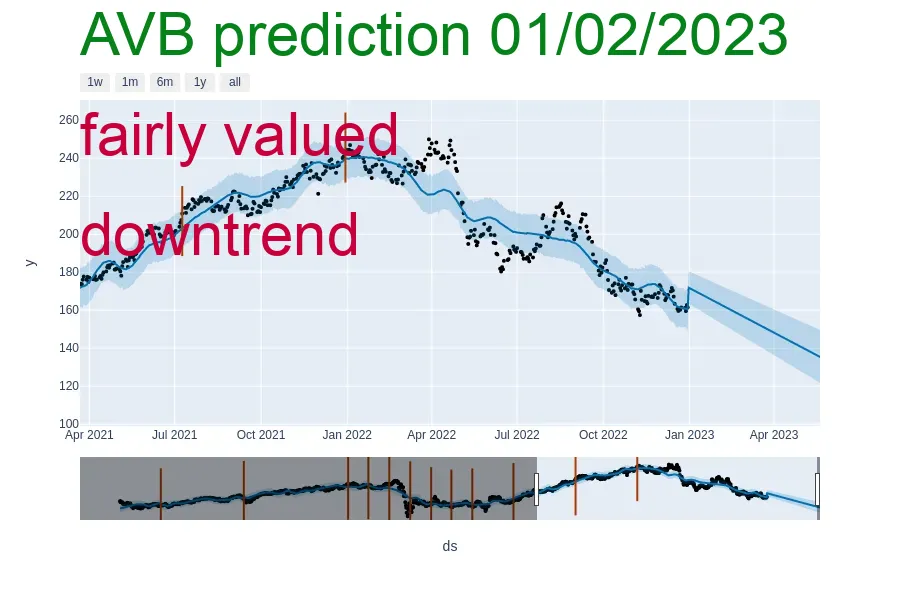 AVB prediction 01/02/2023
1w 1m 6m 1y all
260
fairly valued
240
220
200
downtrend
180
160
140
120
100
y
Apr 2021 Jul 2021 Oct 2021 Jan 2022 Apr 2022 Jul 2022 Oct 2022 Jan 2023 Apr 2023
ds